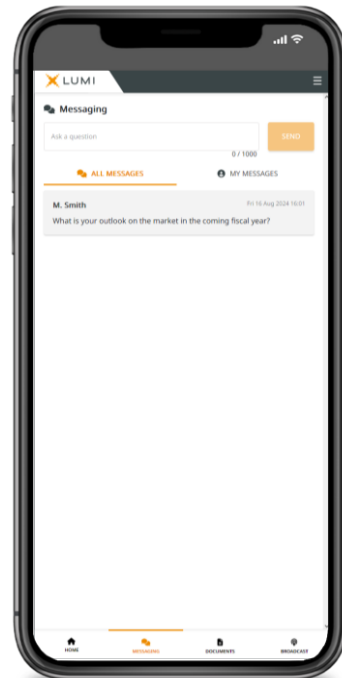 LUMI
Messaging
Ask a question
SEND
0 / 1000
ALL MESSAGES
MY MESSAGES
M. Smith
Fri 16 Aug 2024 16:01
What is your outlook on the market in the coming fiscal year?
HOME
MESSAGING
DOCUMENTS
BROADCAST